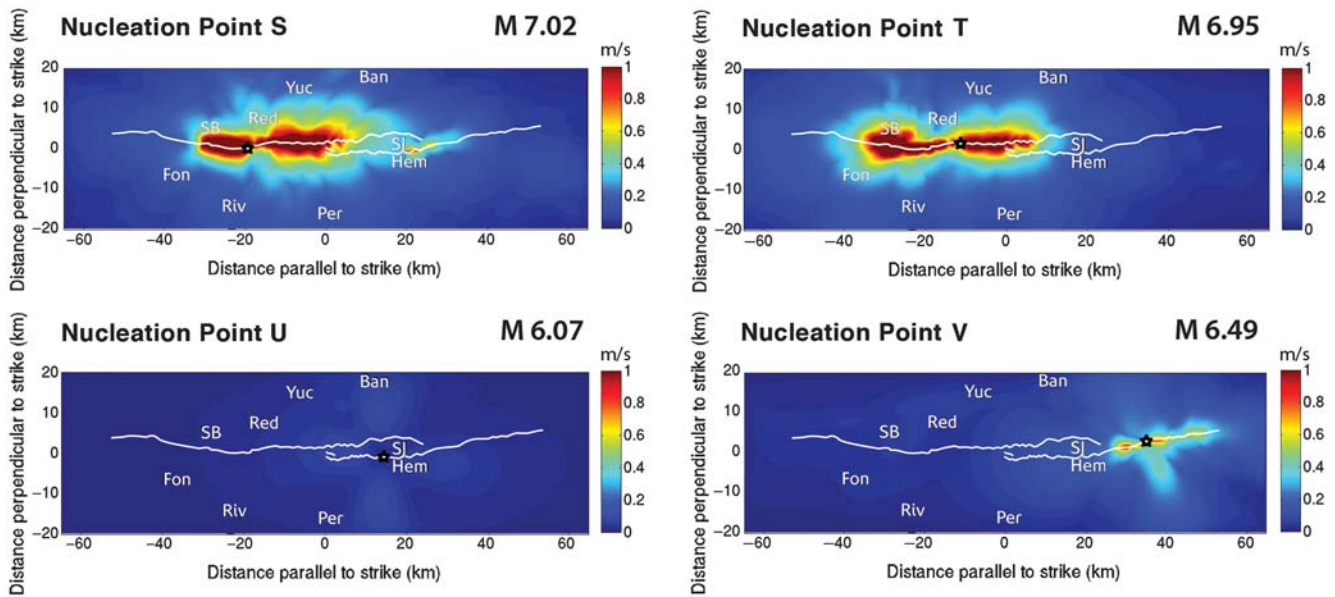 Nucleation Point S
M 7.02
m/s
Distance perpendicular to strike (km)
20
10
0
−10
−20
Yuc
Ban
SB
Red
SJ
Hem
Fon
Riv
Per
1
0.8
0.6
0.4
0.2
0
−60
−40
−20
0
20
40
60
Distance parallel to strike (km)
Nucleation Point T
M 6.95
m/s
Distance perpendicular to strike (km)
20
10
0
−10
−20
Yuc
Ban
SB
Red
SJ
Hem
Fon
Riv
Per
1
0.8
0.6
0.4
0.2
0
−60
−40
−20
0
20
40
60
Distance parallel to strike (km)
Nucleation Point U
M 6.07
m/s
Distance perpendicular to strike (km)
20
10
0
−10
−20
Yuc
Ban
SB
Red
SJ
Hem
Fon
Riv
Per
1
0.8
0.6
0.4
0.2
0
−60
−40
−20
0
20
40
60
Distance parallel to strike (km)
Nucleation Point V
M 6.49
m/s
Distance perpendicular to strike (km)
20
10
0
−10
−20
Yuc
Ban
SB
Red
SJ
Hem
Fon
Riv
Per
1
0.8
0.6
0.4
0.2
0
−60
−40
−20
0
20
40
60
Distance parallel to strike (km)